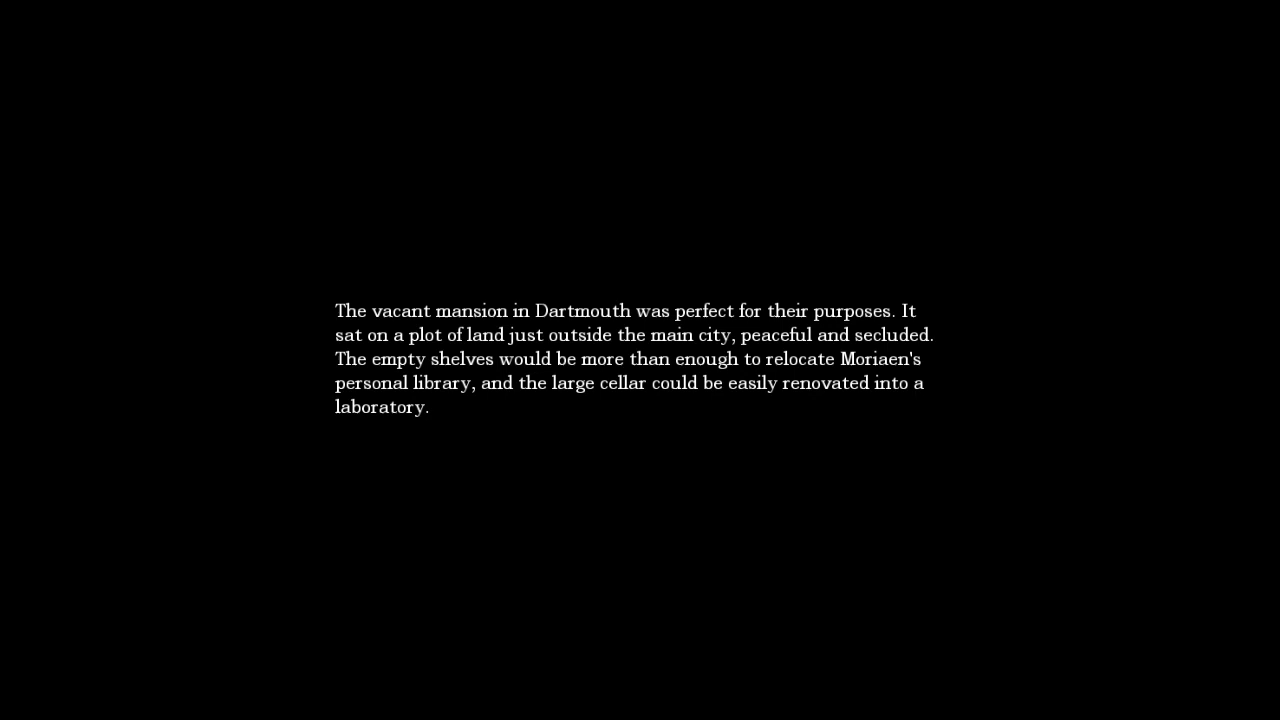 The vacant mansion in Dartmouth was perfect for their purposes. It
sat on a plot of land just outside the main city, peaceful and secluded.
The empty shelves would be more than enough to relocate Moriaen's
personal library, and the large cellar could be easily renovated into a
laboratory.